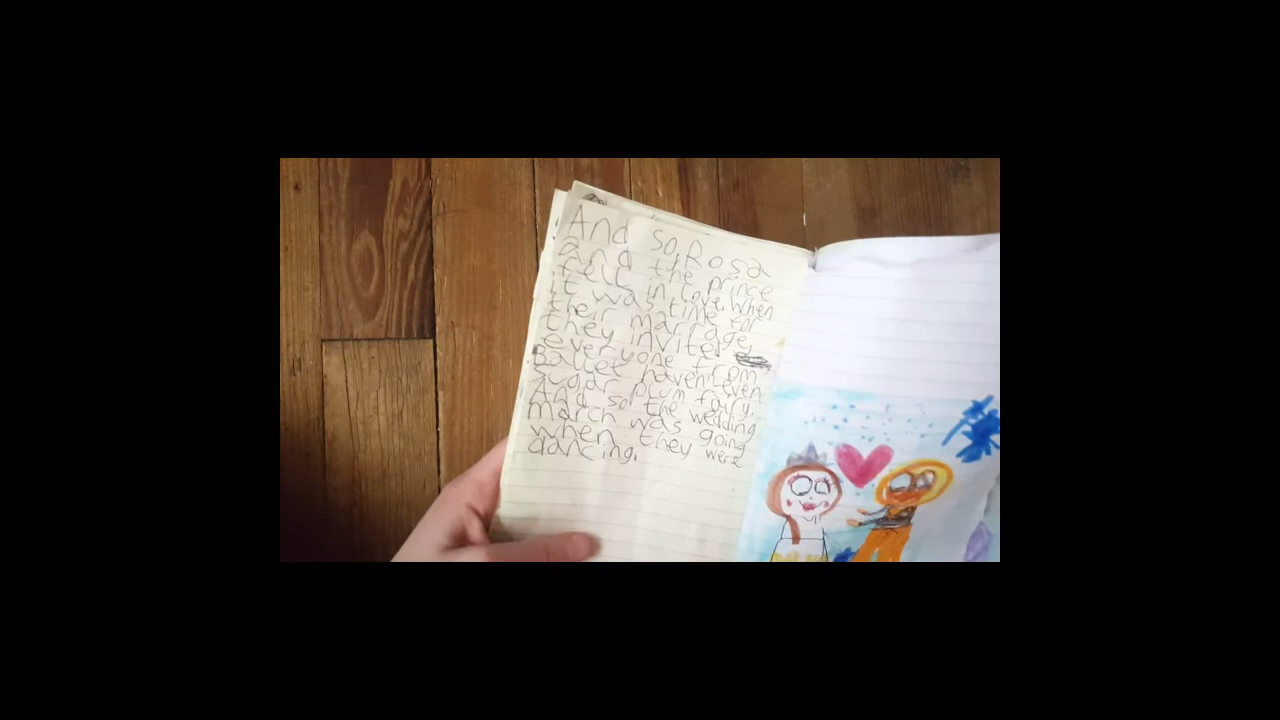 And so, Rosa
and the prince
fell in love. When
it was time for
their marrage,
they invited
everyone from
Ballet haven! even
sugar plum fairy.
And so the wedding
march was going
when they were
dancing.